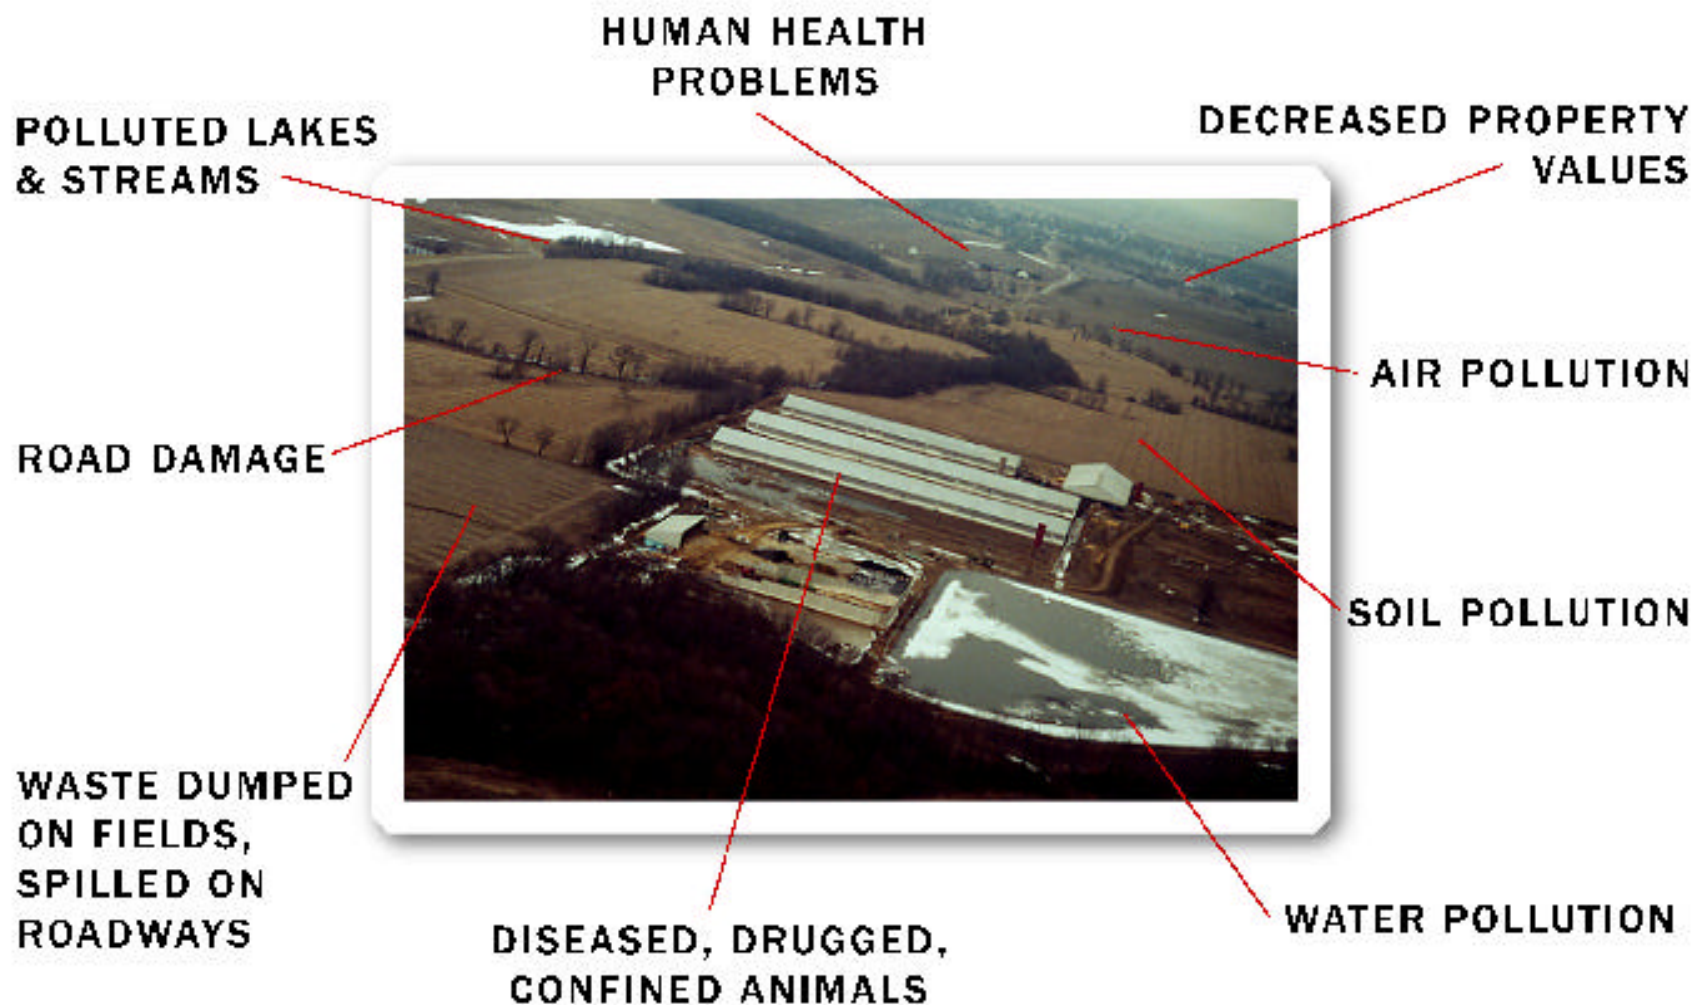 HUMAN HEALTH
PROBLEMS
POLLUTED LAKES
& STREAMS
DECREASED PROPERTY
VALUES
AIR POLLUTION
ROAD DAMAGE
SOIL POLLUTION
WASTE DUMPED
ON FIELDS,
SPILLED ON
ROADWAYS
DISEASED, DRUGGED,
CONFINED ANIMALS
WATER POLLUTION